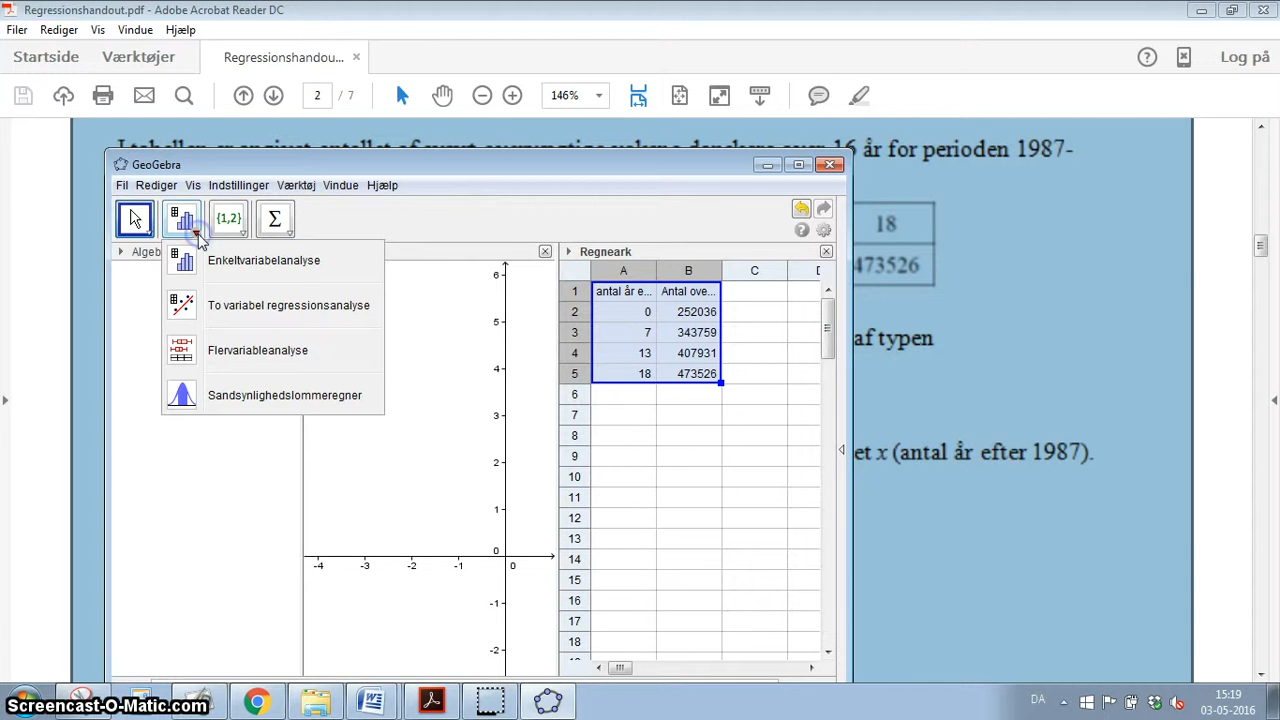 Regressionshandout.pdf - Adobe Acrobat Reader DC
Filer Rediger Vis Vindue Hjælp
Startside Værktøjer Regressionshandou... × Log på
2 / 7 146%
16 år for perioden 1987-
GeoGebra
Fil Rediger Vis Indstillinger Værktøj Vindue Hjælp
{1,2} Σ
18
473526
Algeb
Regneark
Enkeltvariabelanalyse
To variabel regressionsanalyse
Flervariableanalyse
Sandsynlighedslommeregner
A B C D
1 antal år e... Antal ove...
2 0 252036
3 7 343759
4 13 407931
5 18 473526
6
7
8
9
10
11
12
13
14
15
16
17
18
6
5
4
3
2
1
0
-4 -3 -2 -1 0
-1
-2
af typen
et x (antal år efter 1987).
DA
15:19
03-05-2016
Screencast-O-Matic.com